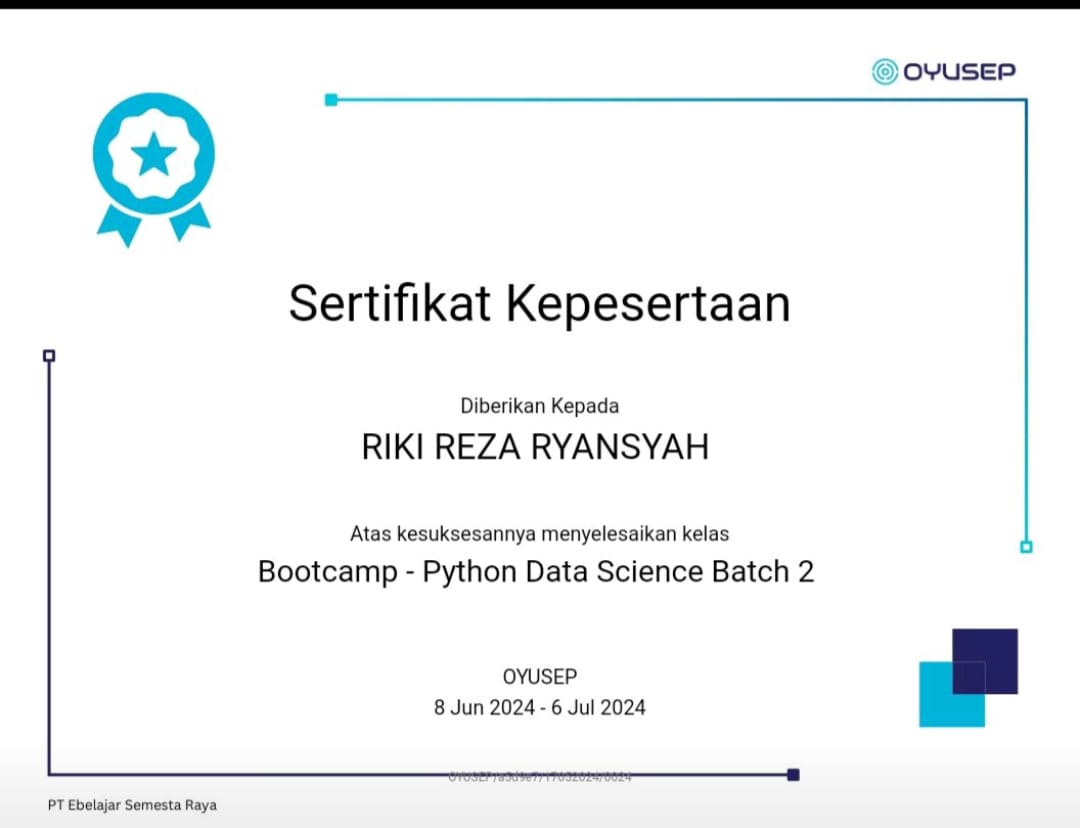 OYUSEP
Sertifikat Kepesertaan
Diberikan Kepada
RIKI REZA RYANSYAH
Atas kesuksesannya menyelesaikan kelas
Bootcamp - Python Data Science Batch 2
OYUSEP
8 Jun 2024 - 6 Jul 2024
PT Ebelajar Semesta Raya